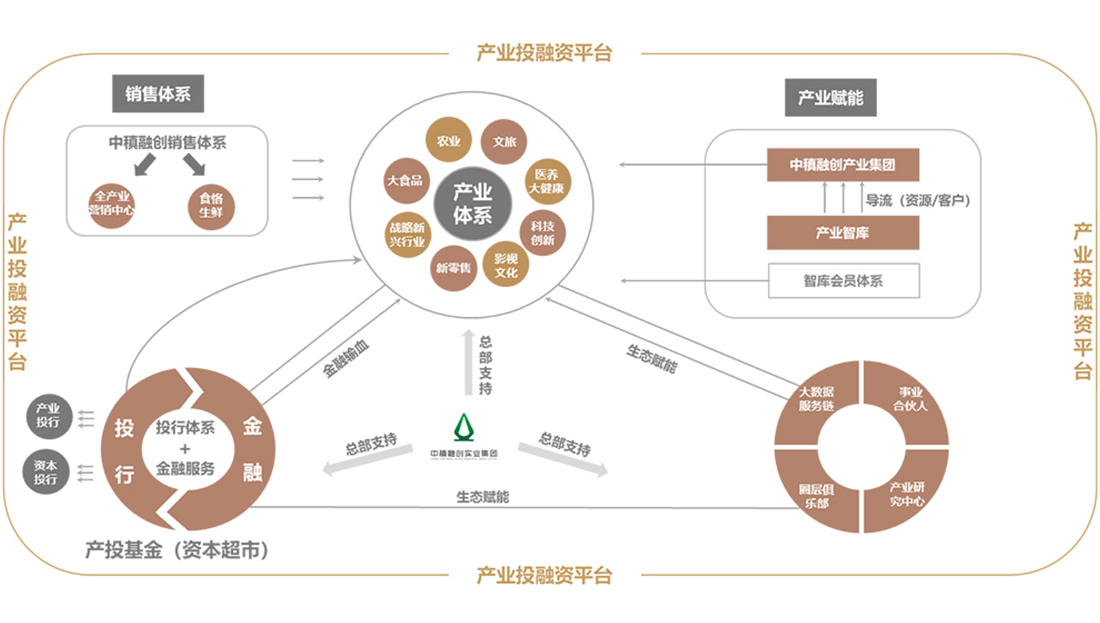 产业投融资平台
销售体系
中稹融创销售体系
全产业
营销中心
食恪
生鲜
产业投融资平台
农业
文旅
大食品
医养
大健康
产业
体系
战略新
兴行业
科技
创新
新零售
影视
文化
产业赋能
中稹融创产业集团
导流（资源/客户）
产业智库
智库会员体系
产业投融资平台
金融输血
总部支持
生态赋能
产业
投行
资本
投行
投行
投行体系
+
金融服务
金融
产投基金（资本超市）
总部支持
中稹融创实业集团
总部支持
生态赋能
大数据
服务链
事业
合伙人
圈层俱
乐部
产业研
究中心
产业投融资平台